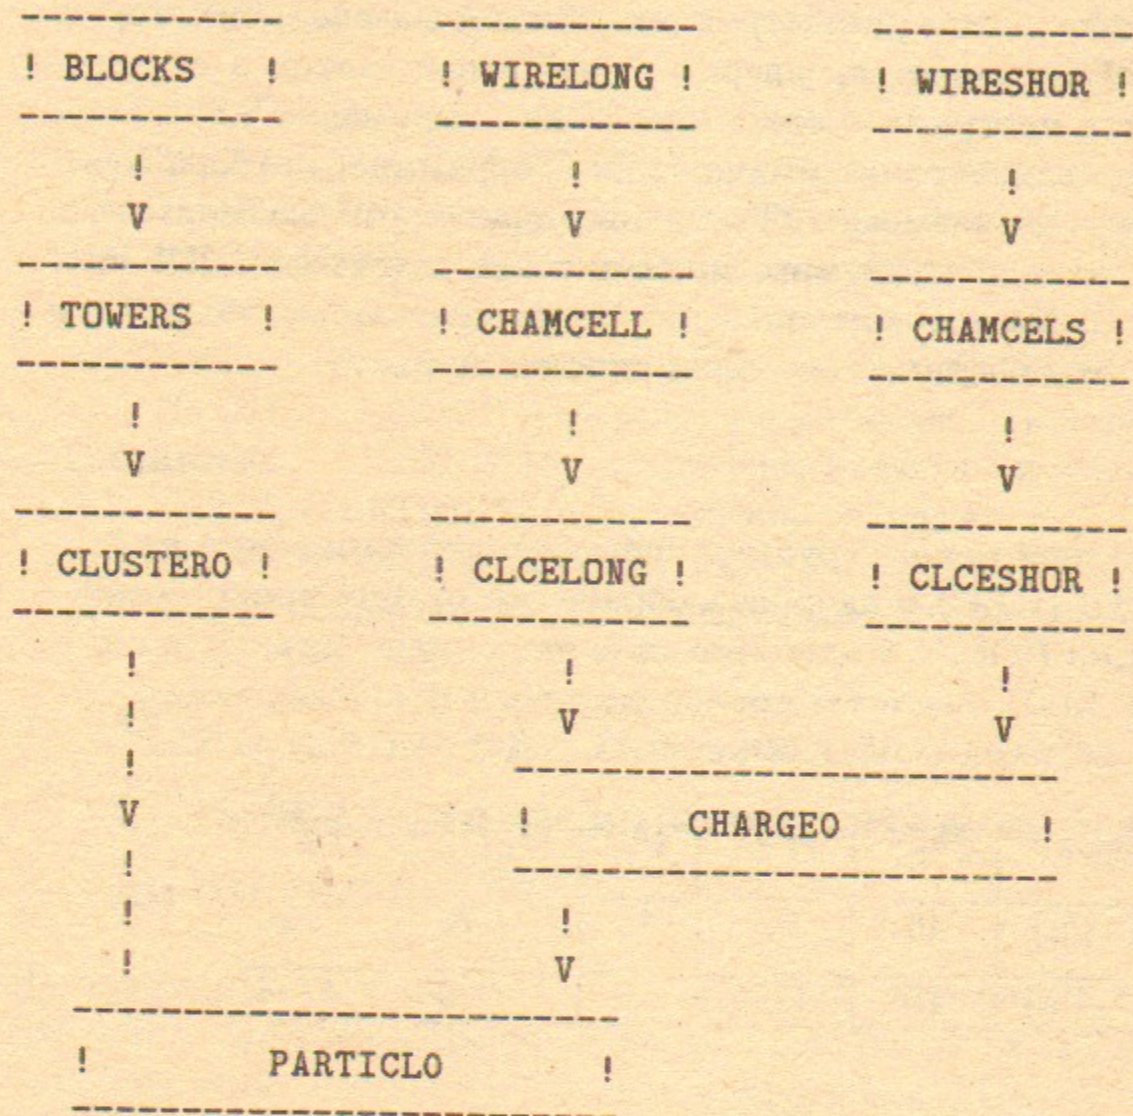 ------------ ------------ ------------
! BLOCKS ! ! WIRELONG ! ! WIRESHOR !
------------ ------------ ------------
! ! !
V V V
------------ ------------ ------------
! TOWERS ! ! CHAMCELL ! ! CHAMCELS !
------------ ------------ ------------
! ! !
V V V
------------ ------------ ------------
! CLUSTERO ! ! CLCELONG ! ! CLCESHOR !
------------ ------------ ------------
! ! !
! V V
! -------------------------
V ! CHARGEO !
! -------------------------
! !
! V
-------------------------
! PARTICLO !
-------------------------